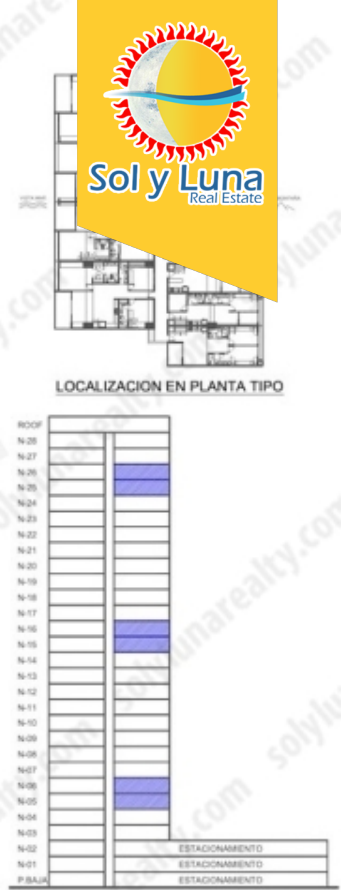 Sol y Luna
Real Estate
LOCALIZACION EN PLANTA TIPO
ROOF
N-28
N-27
N-26
N-25
N-24
N-23
N-22
N-21
N-20
N-19
N-18
N-17
N-16
N-15
N-14
N-13
N-12
N-11
N-10
N-09
N-08
N-07
N-06
N-05
N-04
N-03
N-02 ESTACIONAMIENTO
N-01 ESTACIONAMIENTO
P.BAJA ESTACIONAMIENTO